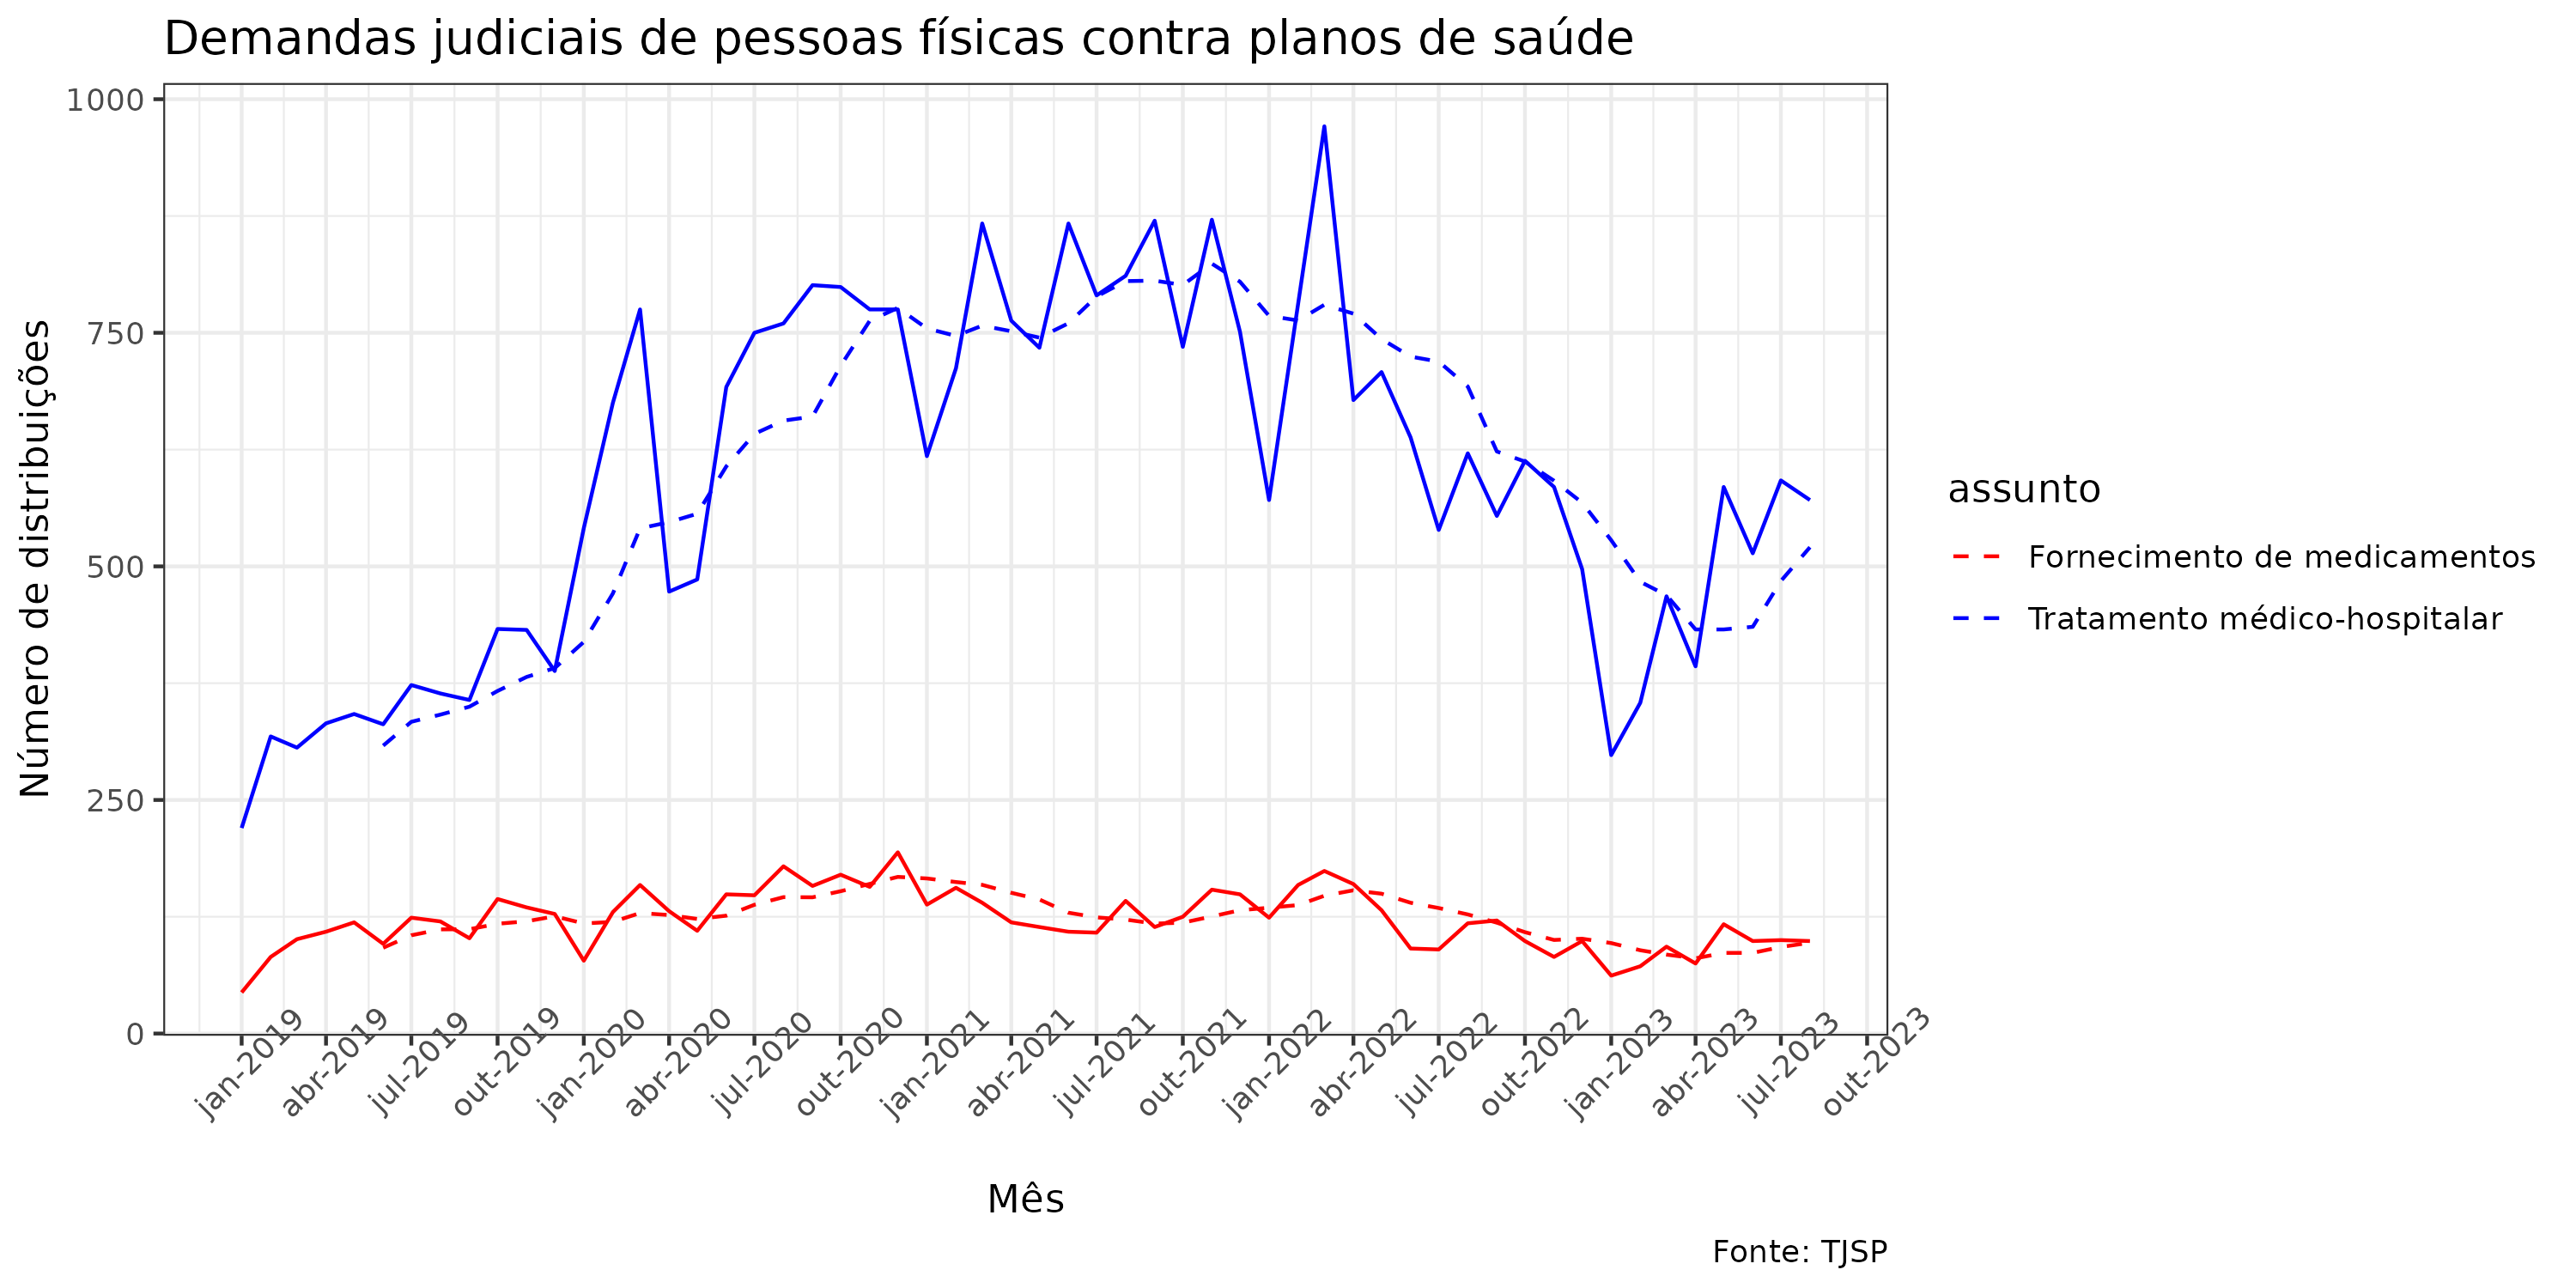 Demandas judiciais de pessoas físicas contra planos de saúde
Número de distribuições
1000
750
500
250
0
jan-2019
abr-2019
jul-2019
out-2019
jan-2020
abr-2020
jul-2020
out-2020
jan-2021
abr-2021
jul-2021
out-2021
jan-2022
abr-2022
jul-2022
out-2022
jan-2023
abr-2023
jul-2023
out-2023
Mês
assunto
Fornecimento de medicamentos
Tratamento médico-hospitalar
Fonte: TJSP